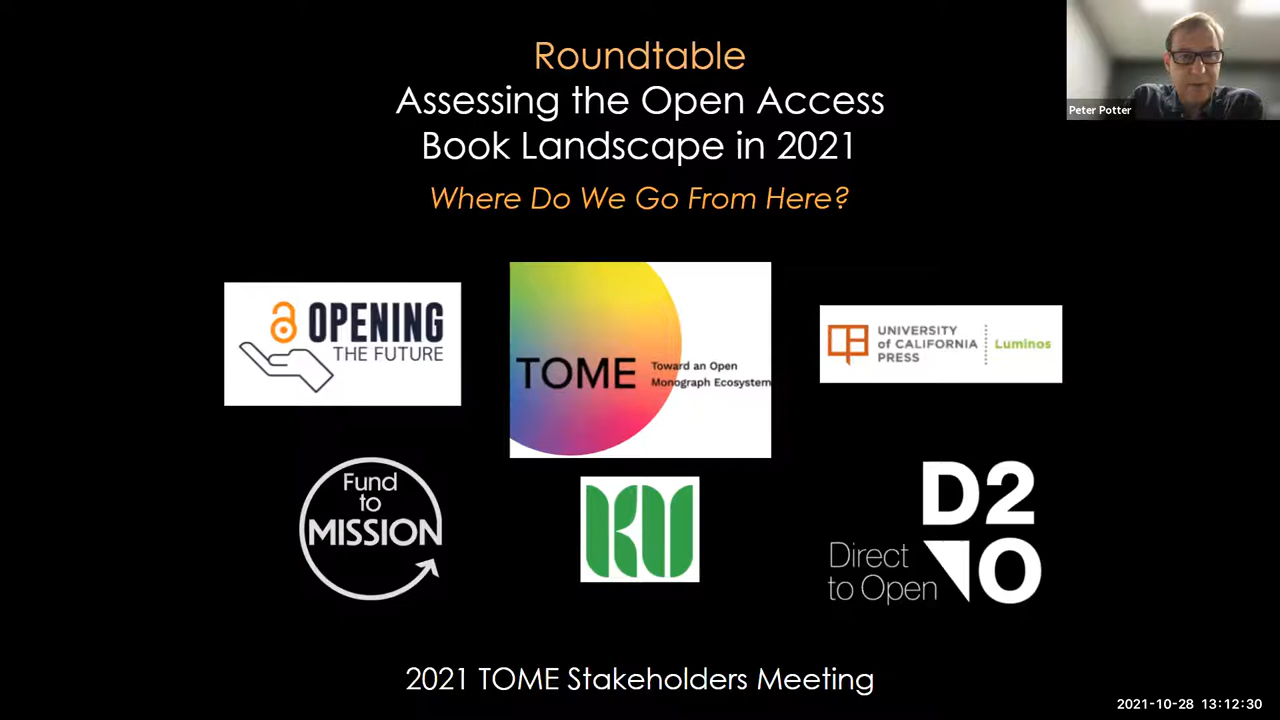 Roundtable
Assessing the Open Access
Book Landscape in 2021
Where Do We Go From Here?
Peter Potter
OPENING
THE FUTURE
TOME
Toward an Open
Monograph Ecosystem
UNIVERSITY
of CALIFORNIA
PRESS
Luminos
Fund
to
MISSION
KU
D2
O
Direct
to Open
2021 TOME Stakeholders Meeting
2021-10-28 13:12:30